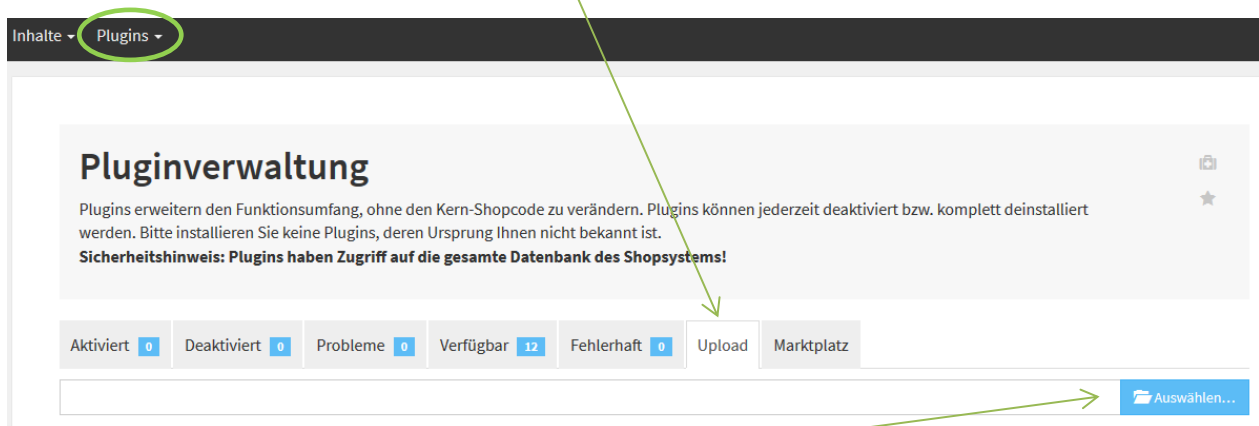 Inhalte Plugins
Pluginverwaltung
Plugins erweitern den Funktionsumfang, ohne den Kern-Shopcode zu verändern. Plugins können jederzeit deaktiviert bzw. komplett deinstalliert
werden. Bitte installieren Sie keine Plugins, deren Ursprung Ihnen nicht bekannt ist.
Sicherheitshinweis: Plugins haben Zugriff auf die gesamte Datenbank des Shopsystems!
Aktiviert 0 Deaktiviert 0 Probleme 0 Verfügbar 12 Fehlerhaft 0 Upload Marktplatz
Auswählen...